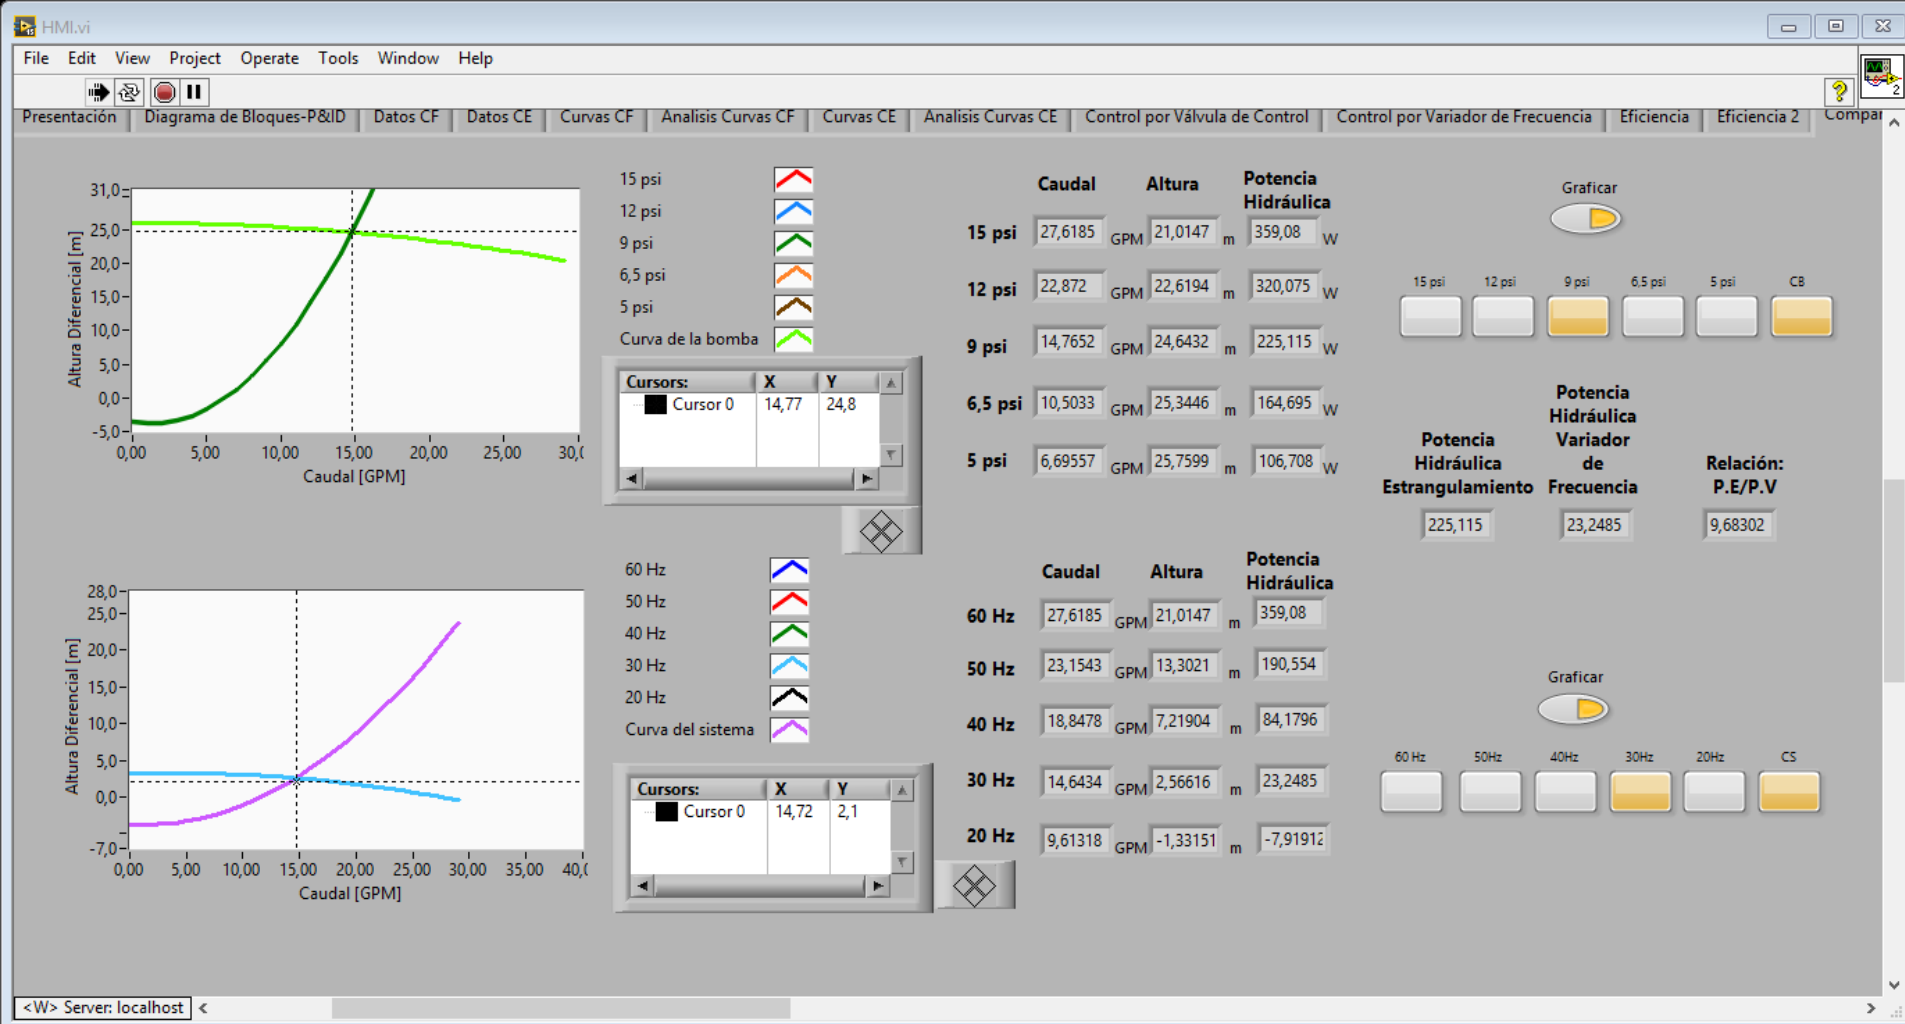 HMI.vi
File Edit View Project Operate Tools Window Help
Presentación Diagrama de Bloques-P&ID Datos CF Datos CE Curvas CF Analisis Curvas CF Curvas CE Analisis Curvas CE Control por Válvula de Control Control por Variador de Frecuencia Eficiencia Eficiencia 2 Compar
31,0
25,0
20,0
15,0
10,0
5,0
0,0
-5,0
Altura Diferencial [m]
0,00 5,00 10,00 15,00 20,00 25,00 30,0
Caudal [GPM]
15 psi
12 psi
9 psi
6,5 psi
5 psi
Curva de la bomba
Cursors: X Y
Cursor 0 14,77 24,8
Caudal Altura Potencia Hidráulica
15 psi 27,6185 GPM 21,0147 m 359,08 W
12 psi 22,872 GPM 22,6194 m 320,075 W
9 psi 14,7652 GPM 24,6432 m 225,115 W
6,5 psi 10,5033 GPM 25,3446 m 164,695 W
5 psi 6,69557 GPM 25,7599 m 106,708 W
Graficar
15 psi 12 psi 9 psi 6,5 psi 5 psi CB
Potencia
Hidráulica
Estrangulamiento
225,115
Potencia
Hidráulica
Variador
de
Frecuencia
23,2485
Relación:
P.E/P.V
9,68302
28,0
25,0
20,0
15,0
10,0
5,0
0,0
-7,0
Altura Diferencial [m]
0,00 5,00 10,00 15,00 20,00 25,00 30,00 35,00 40,0
Caudal [GPM]
60 Hz
50 Hz
40 Hz
30 Hz
20 Hz
Curva del sistema
Cursors: X Y
Cursor 0 14,72 2,1
Caudal Altura Potencia Hidráulica
60 Hz 27,6185 GPM 21,0147 m 359,08
50 Hz 23,1543 GPM 13,3021 m 190,554
40 Hz 18,8478 GPM 7,21904 m 84,1796
30 Hz 14,6434 GPM 2,56616 m 23,2485
20 Hz 9,61318 GPM -1,33151 m -7,91912
Graficar
60 Hz 50Hz 40Hz 30Hz 20Hz CS
<W> Server: localhost